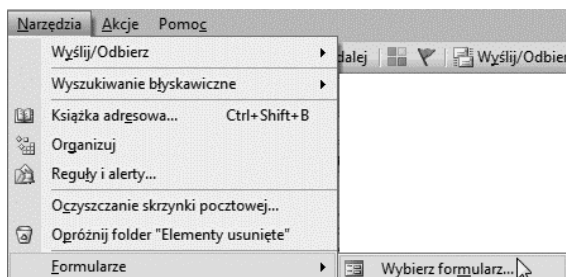 Narzędzia Akcje Pomoc
Wyślij/Odbierz
dalej Wyślij/Odbier
Wyszukiwanie błyskawiczne
Książka adresowa... Ctrl+Shift+B
Organizuj
Reguły i alerty...
Oczyszczanie skrzynki pocztowej...
Opróżnij folder "Elementy usunięte"
Formularze Wybierz formularz...